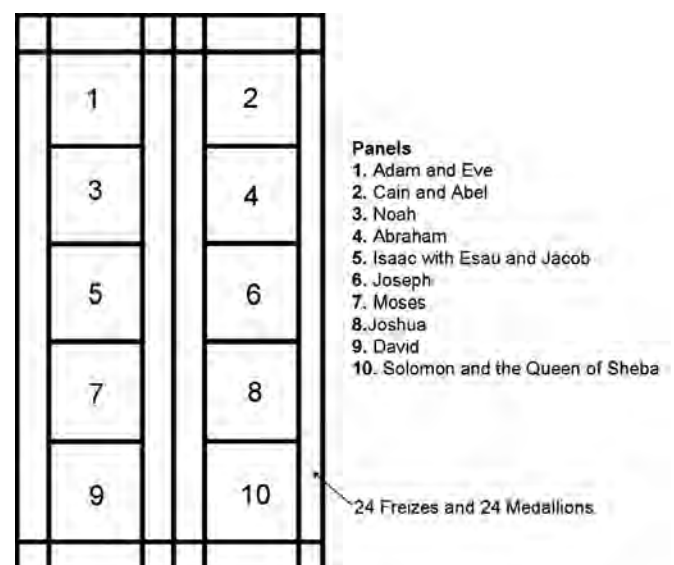 1 2
3 4
5 6
7 8
9 10
Panels
1. Adam and Eve
2. Cain and Abel
3. Noah
4. Abraham
5. Isaac with Esau and Jacob
6. Joseph
7. Moses
8.Joshua
9. David
10. Solomon and the Queen of Sheba
24 Freizes and 24 Medallions